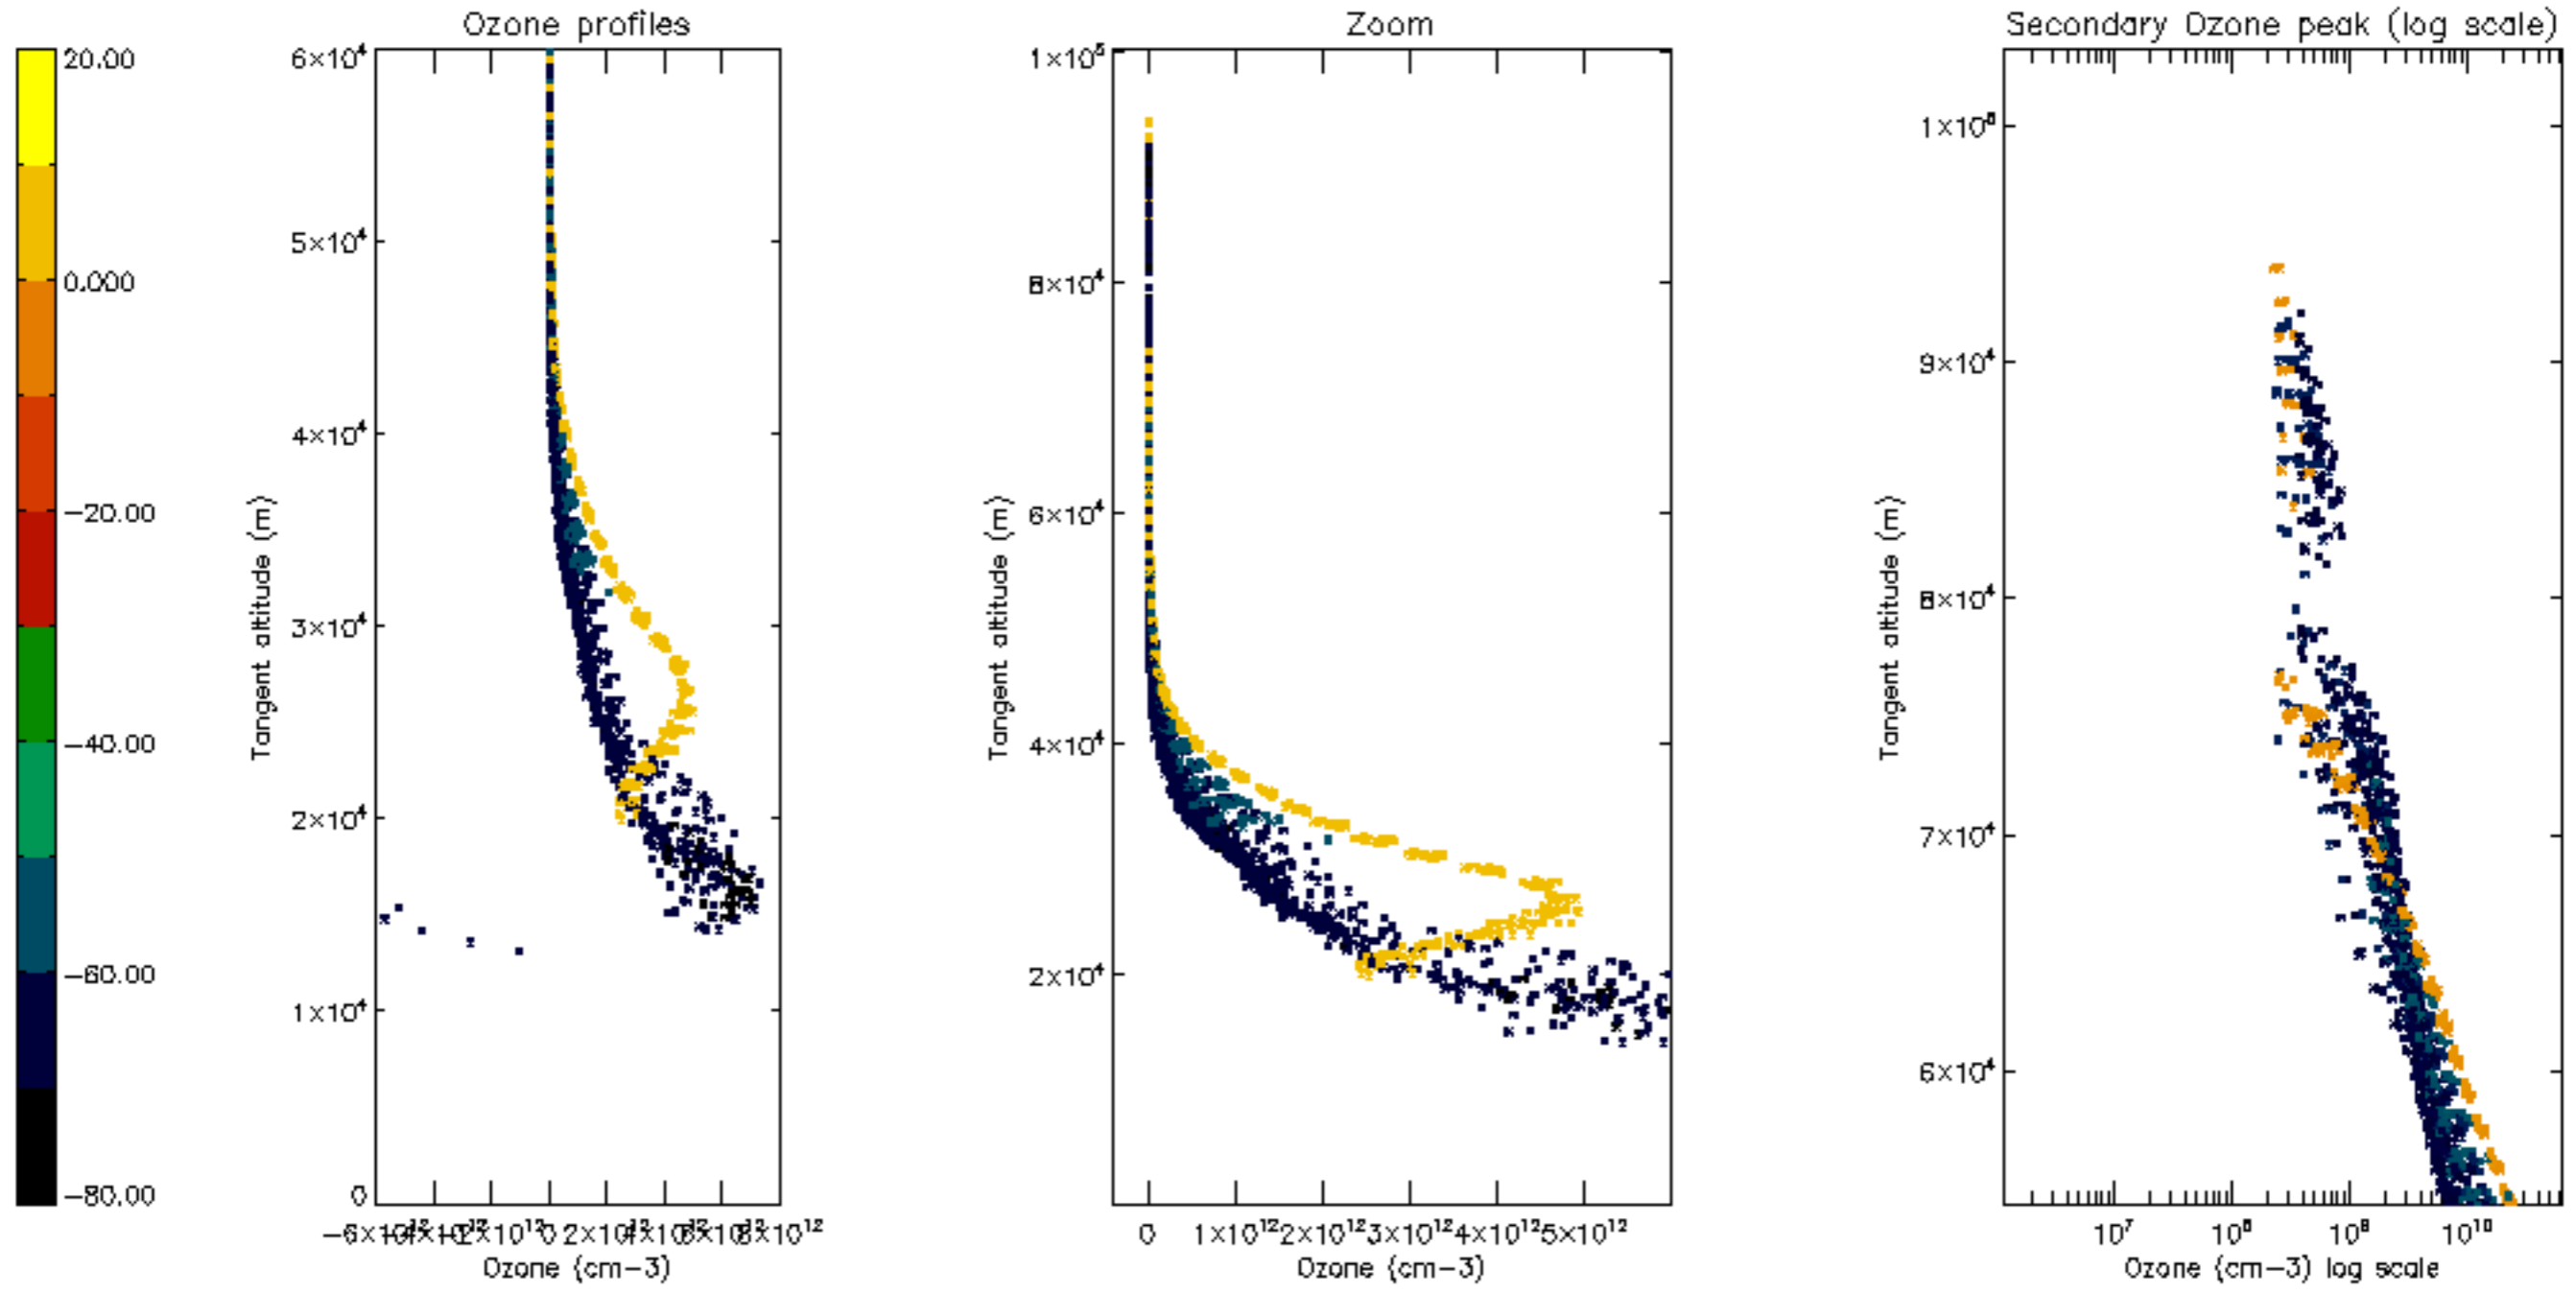 Ozone profiles
Zoom
Secondary Ozone peak (log scale)
20.00
0.000
−20.00
−40.00
−60.00
−80.00
6×10⁴
5×10⁴
4×10⁴
3×10⁴
2×10⁴
1×10⁴
0
Tangent altitude (m)
0
8×10¹²
Ozone (cm−3)
1×10⁵
8×10⁴
6×10⁴
4×10⁴
2×10⁴
Tangent altitude (m)
0 1×10¹² 2×10¹² 3×10¹² 4×10¹² 5×10¹²
Ozone (cm−3)
1×10⁵
9×10⁴
8×10⁴
7×10⁴
6×10⁴
Tangent altitude (m)
10⁷ 10⁸ 10⁹ 10¹⁰
Ozone (cm−3) log scale